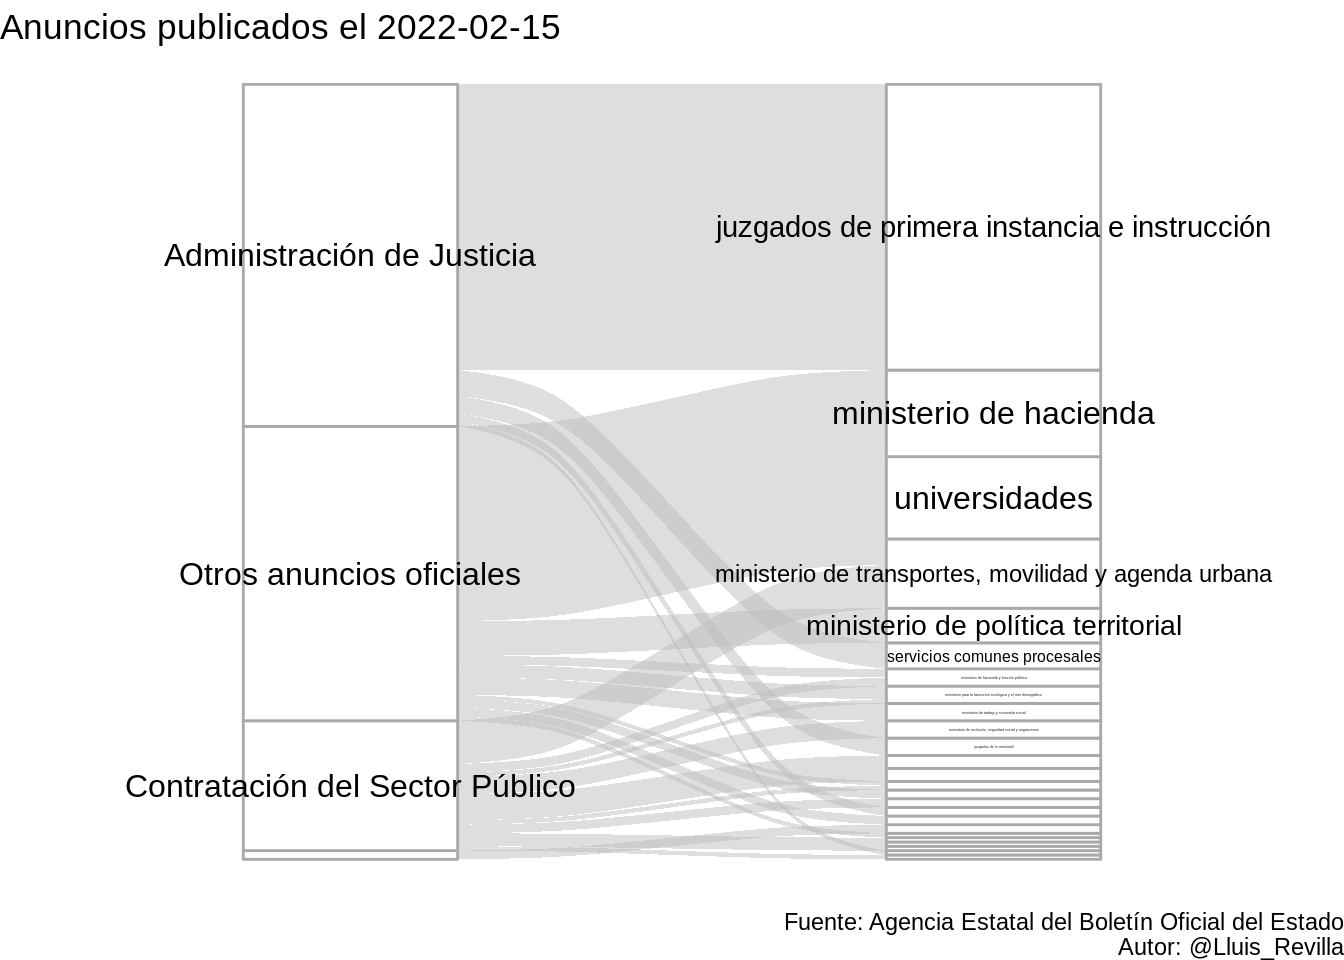 Anuncios publicados el 2022-02-15
juzgados de primera instancia e instrucción
Administración de Justicia
ministerio de hacienda
universidades
Otros anuncios oficiales
ministerio de transportes, movilidad y agenda urbana
ministerio de política territorial
servicios comunes procesales
ministerio de hacienda y función pública
ministerio para la transición ecológica y el reto demográfico
ministerio de trabajo y economía social
ministerio de inclusión, seguridad social y migraciones
juzgados de lo mercantil
Contratación del Sector Público
Fuente: Agencia Estatal del Boletín Oficial del Estado
Autor: @Lluis_Revilla